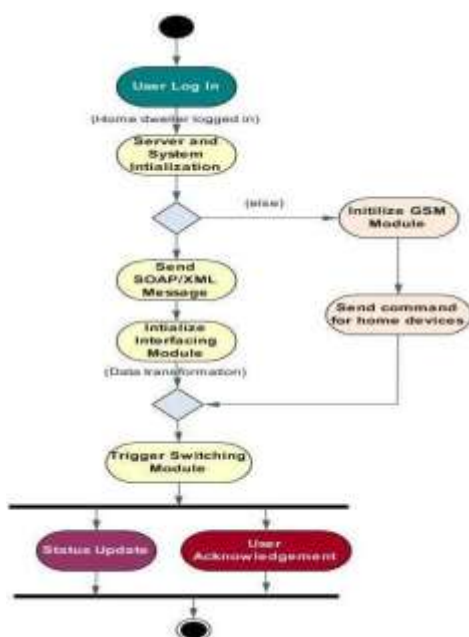 User Log In
(Home dweller logged in)
Server and
System
Intialization
(else)
Initilize GSM
Module
Send
SOAP/XML
Message
Send command
for home devices
Intialize
Interfacing
Module
(Data transformation)
Trigger Switching
Module
Status Update
User
Acknowledgement